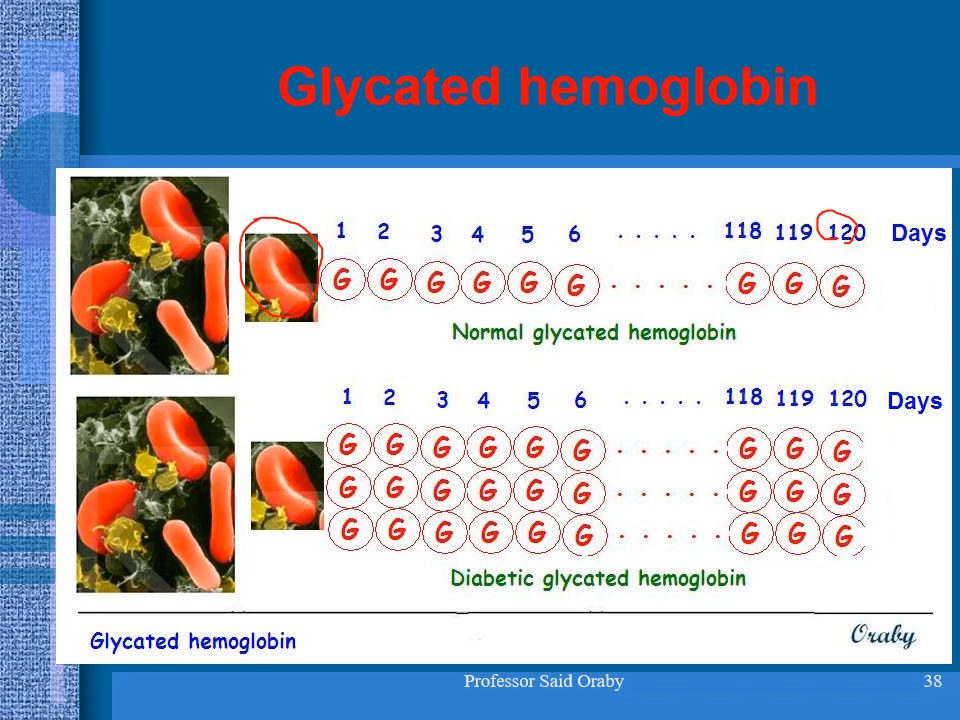 Glycated hemoglobin
1 2 3 4 5 6 . . . . . 118 119 120 Days
G G G G G G . . . . . G G G
Normal glycated hemoglobin
1 2 3 4 5 6 . . . . . 118 119 120 Days
G G G G G G . . . . . G G G
G G G G G G . . . . . G G G
G G G G G G . . . . . G G G
Diabetic glycated hemoglobin
Glycated hemoglobin
Oraby
Professor Said Oraby 38